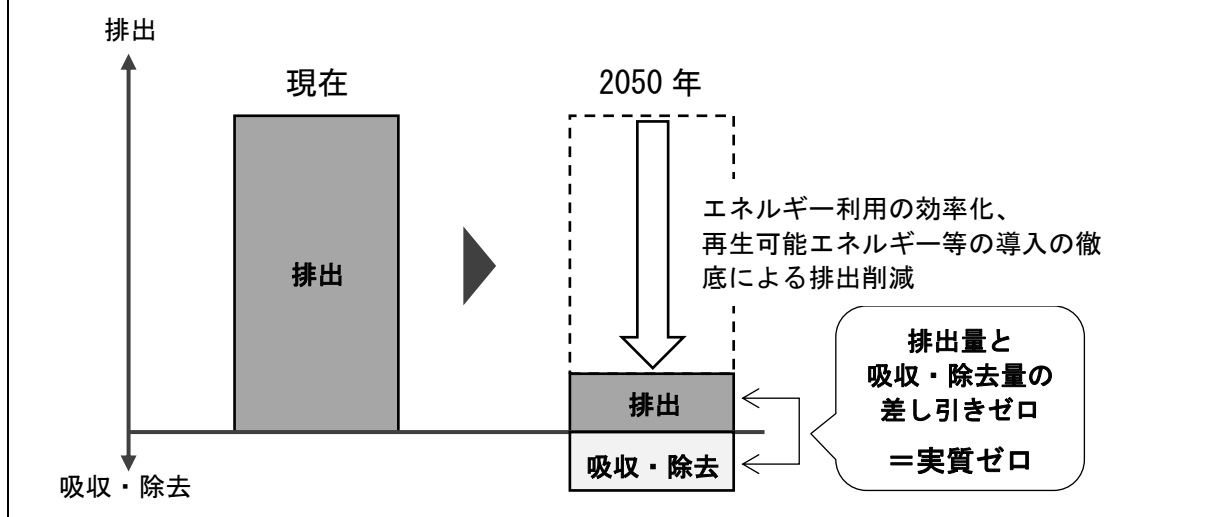 排出
現在
2050 年
エネルギー利用の効率化、
再生可能エネルギー等の導入の徹
底による排出削減
排出
排出量と
吸収・除去量の
差し引きゼロ
＝実質ゼロ
排出
吸収・除去
吸収・除去